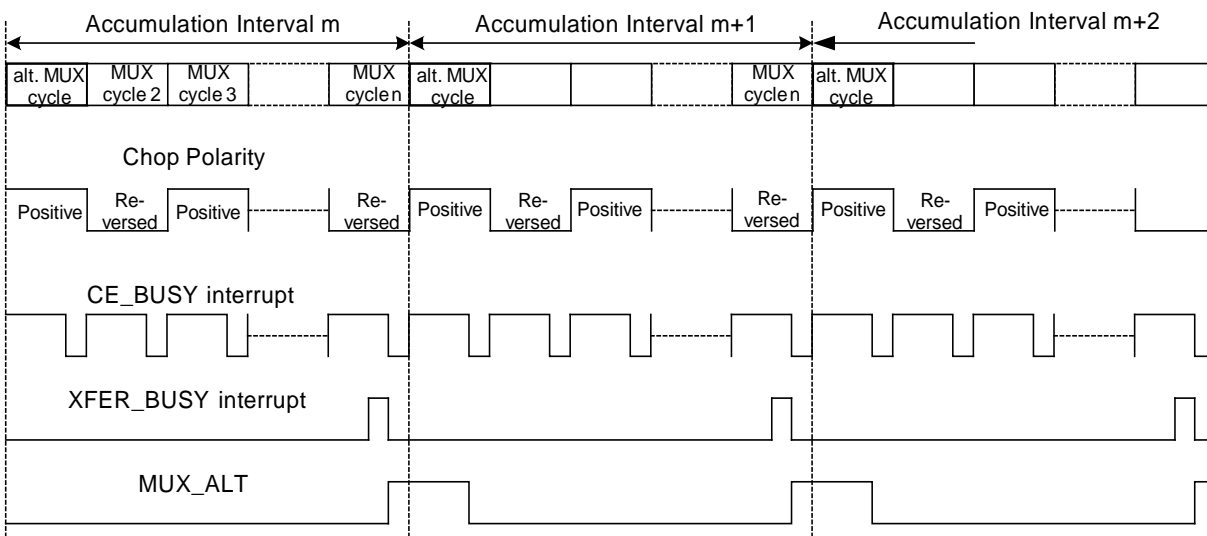 Accumulation Interval m
Accumulation Interval m+1
Accumulation Interval m+2
alt. MUX
cycle
MUX
cycle 2
MUX
cycle 3
MUX
cycle n
alt. MUX
cycle
MUX
cycle n
alt. MUX
cycle
Chop Polarity
Positive
Re-
versed
Positive
Re-
versed
Positive
Re-
versed
Positive
Re-
versed
Positive
Re-
versed
Positive
CE_BUSY interrupt
XFER_BUSY interrupt
MUX_ALT